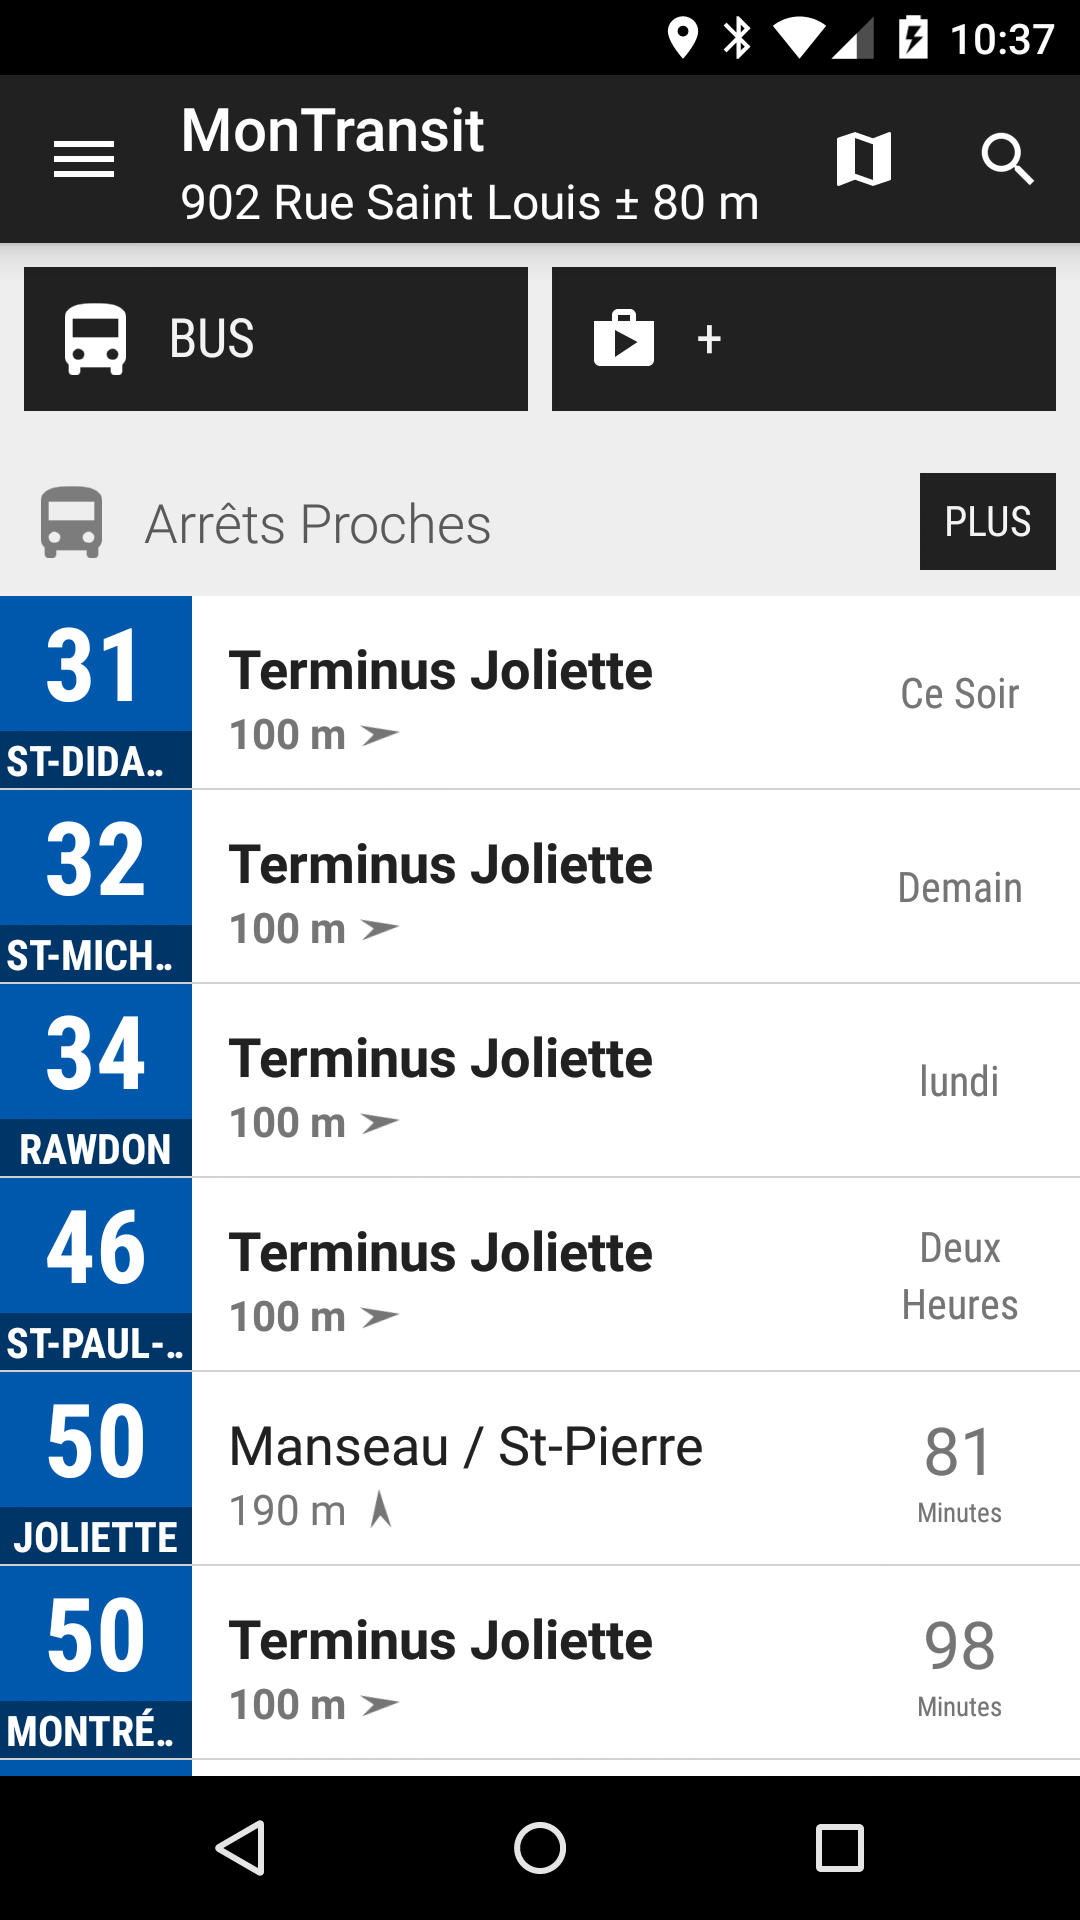 10:37
MonTransit
902 Rue Saint Louis ± 80 m
BUS
+
Arrêts Proches
PLUS
31
ST-DIDA..
Terminus Joliette
100 m
Ce Soir
32
ST-MICH..
Terminus Joliette
100 m
Demain
34
RAWDON
Terminus Joliette
100 m
lundi
46
ST-PAUL-..
Terminus Joliette
100 m
Deux
Heures
50
JOLIETTE
Manseau / St-Pierre
190 m
81
Minutes
50
MONTRÉ..
Terminus Joliette
100 m
98
Minutes